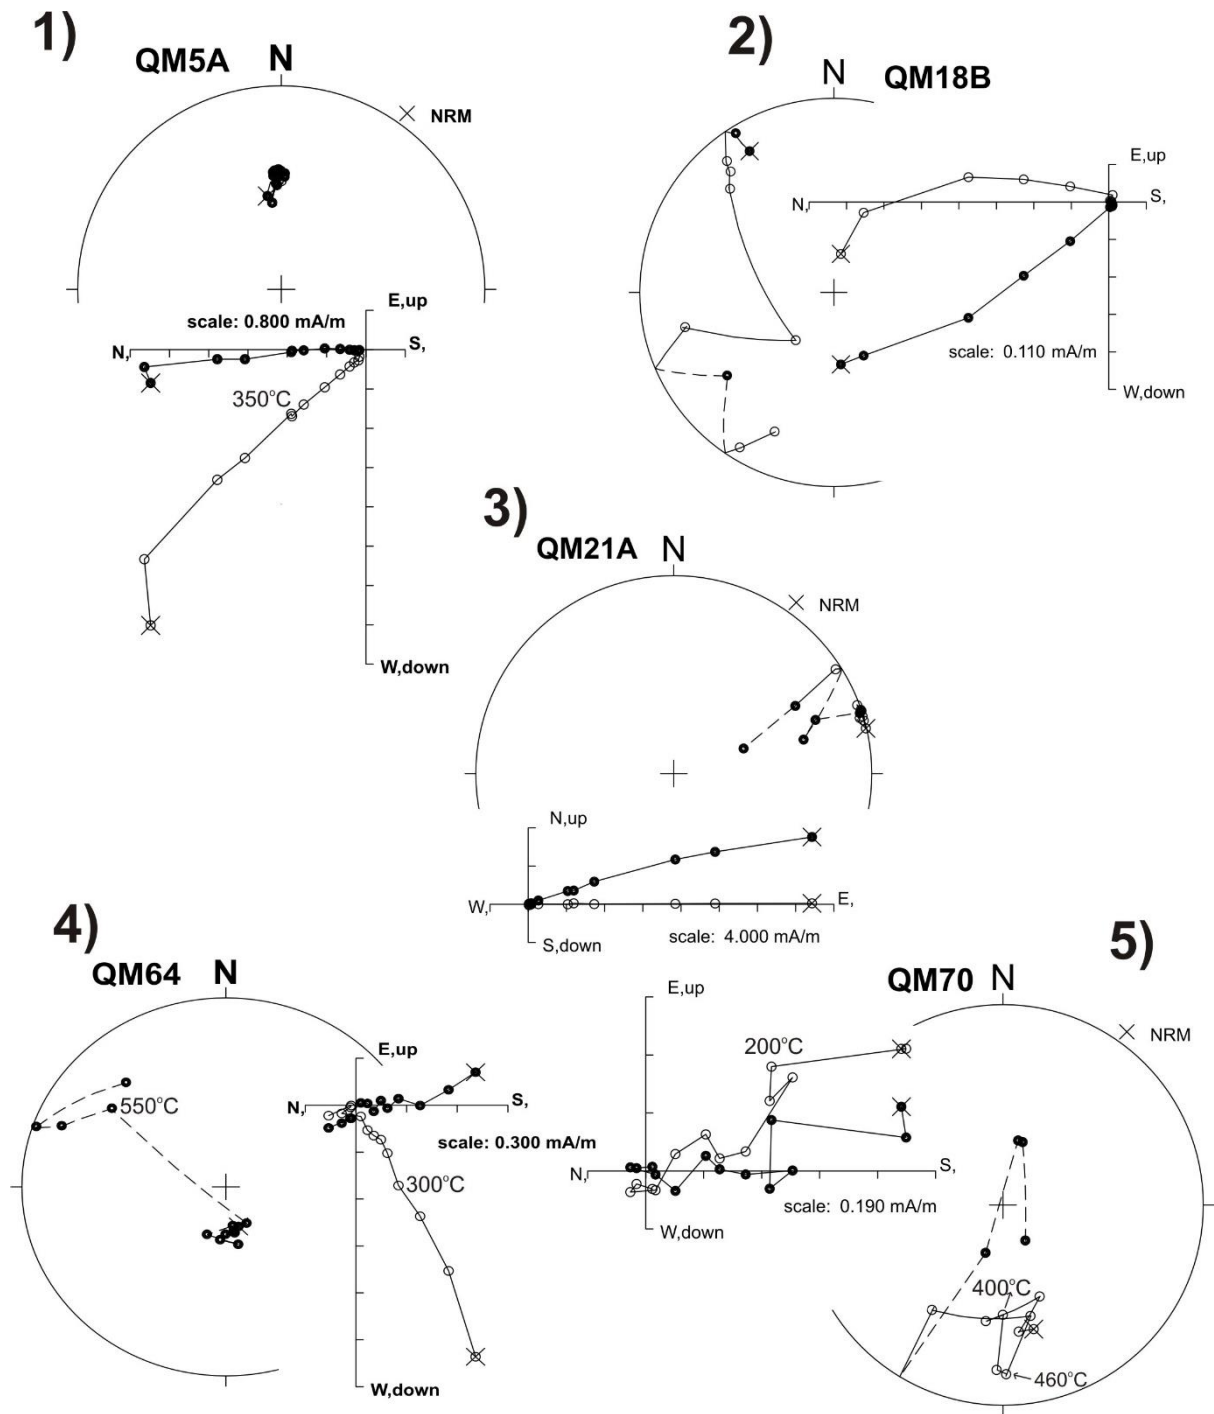 1)
QM5A N
NRM
E,up
scale: 0.800 mA/m
N, S,
350°C
W,down
2)
N QM18B
E,up
N, S,
scale: 0.110 mA/m
W,down
3)
QM21A N
NRM
N,up
W, E,
S,down
scale: 4.000 mA/m
4)
QM64 N
E,up
550°C
N, S,
scale: 0.300 mA/m
300°C
W,down
5)
QM70 N
NRM
E,up
200°C
N, S,
scale: 0.190 mA/m
W,down
400°C
460°C